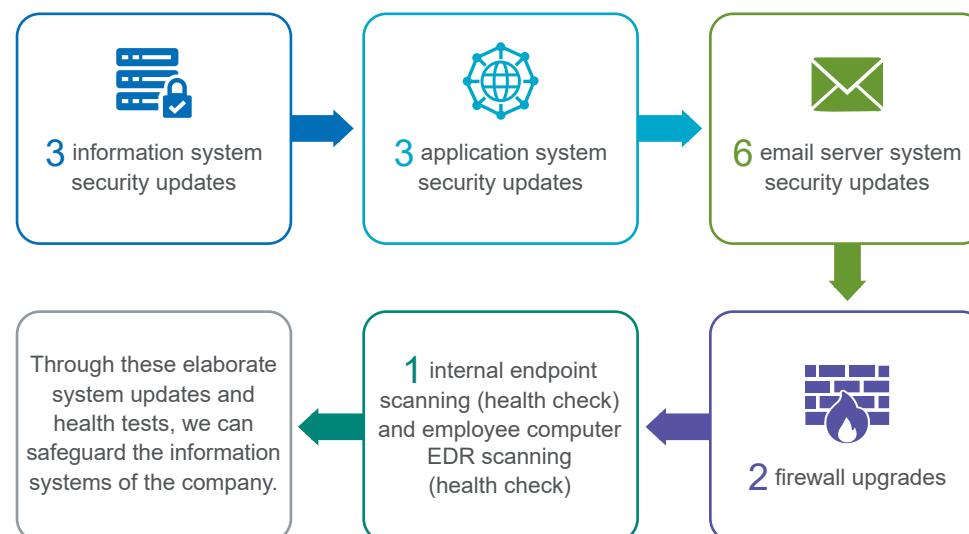 3 information system
security updates
3 application system
security updates
6 email server system
security updates
Through these elaborate
system updates and
health tests, we can
safeguard the information
systems of the company.
1 internal endpoint
scanning (health check)
and employee computer
EDR scanning
(health check)
2 firewall upgrades